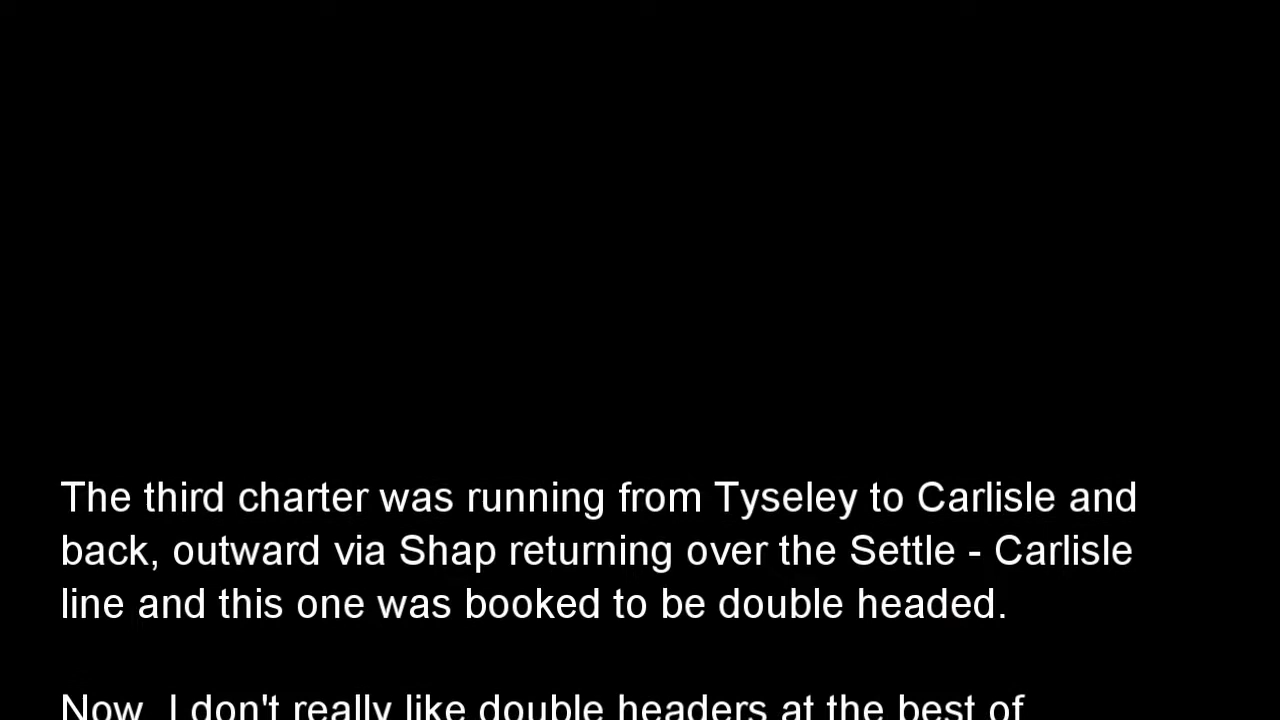 The third charter was running from Tyseley to Carlisle and
back, outward via Shap returning over the Settle - Carlisle
line and this one was booked to be double headed.
Now, I don't really like double headers at the best of